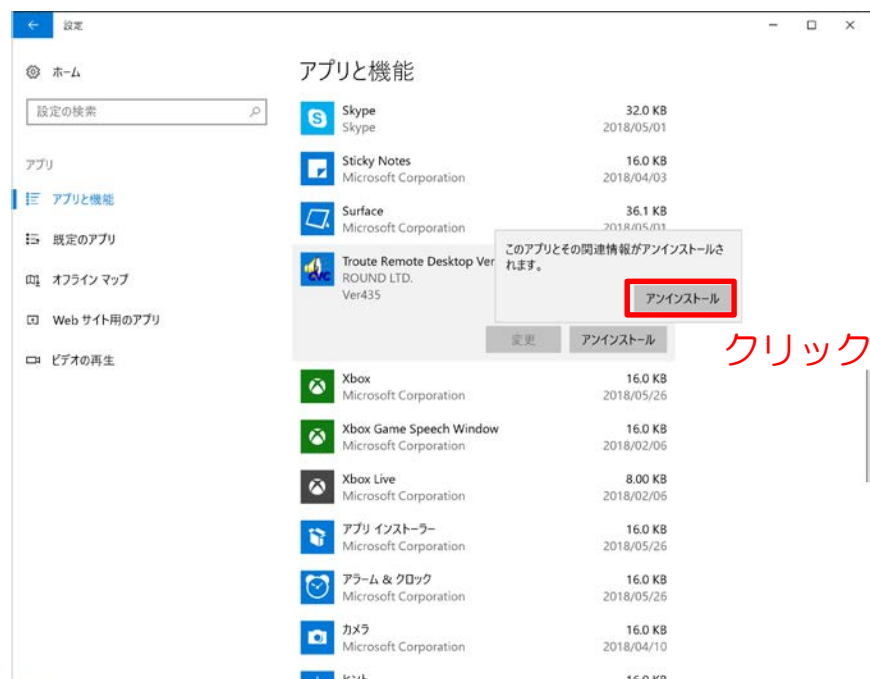 設定
ホーム
設定の検索
アプリ
アプリと機能
既定のアプリ
オフライン マップ
Web サイト用のアプリ
ビデオの再生
アプリと機能
Skype 32.0 KB
Skype 2018/05/01
Sticky Notes 16.0 KB
Microsoft Corporation 2018/04/03
Surface 36.1 KB
Microsoft Corporation 2018/05/01
このアプリとその関連情報がアンインストールさ
れます。
アンインストール
Troute Remote Desktop Ver
ROUND LTD.
Ver435
変更 アンインストール
クリック
Xbox 16.0 KB
Microsoft Corporation 2018/05/26
Xbox Game Speech Window 16.0 KB
Microsoft Corporation 2018/02/06
Xbox Live 8.00 KB
Microsoft Corporation 2018/02/06
アプリ インストーラー 16.0 KB
Microsoft Corporation 2018/05/26
アラーム & クロック 16.0 KB
Microsoft Corporation 2018/05/26
カメラ 16.0 KB
Microsoft Corporation 2018/04/10
ヒント 16.0 KB